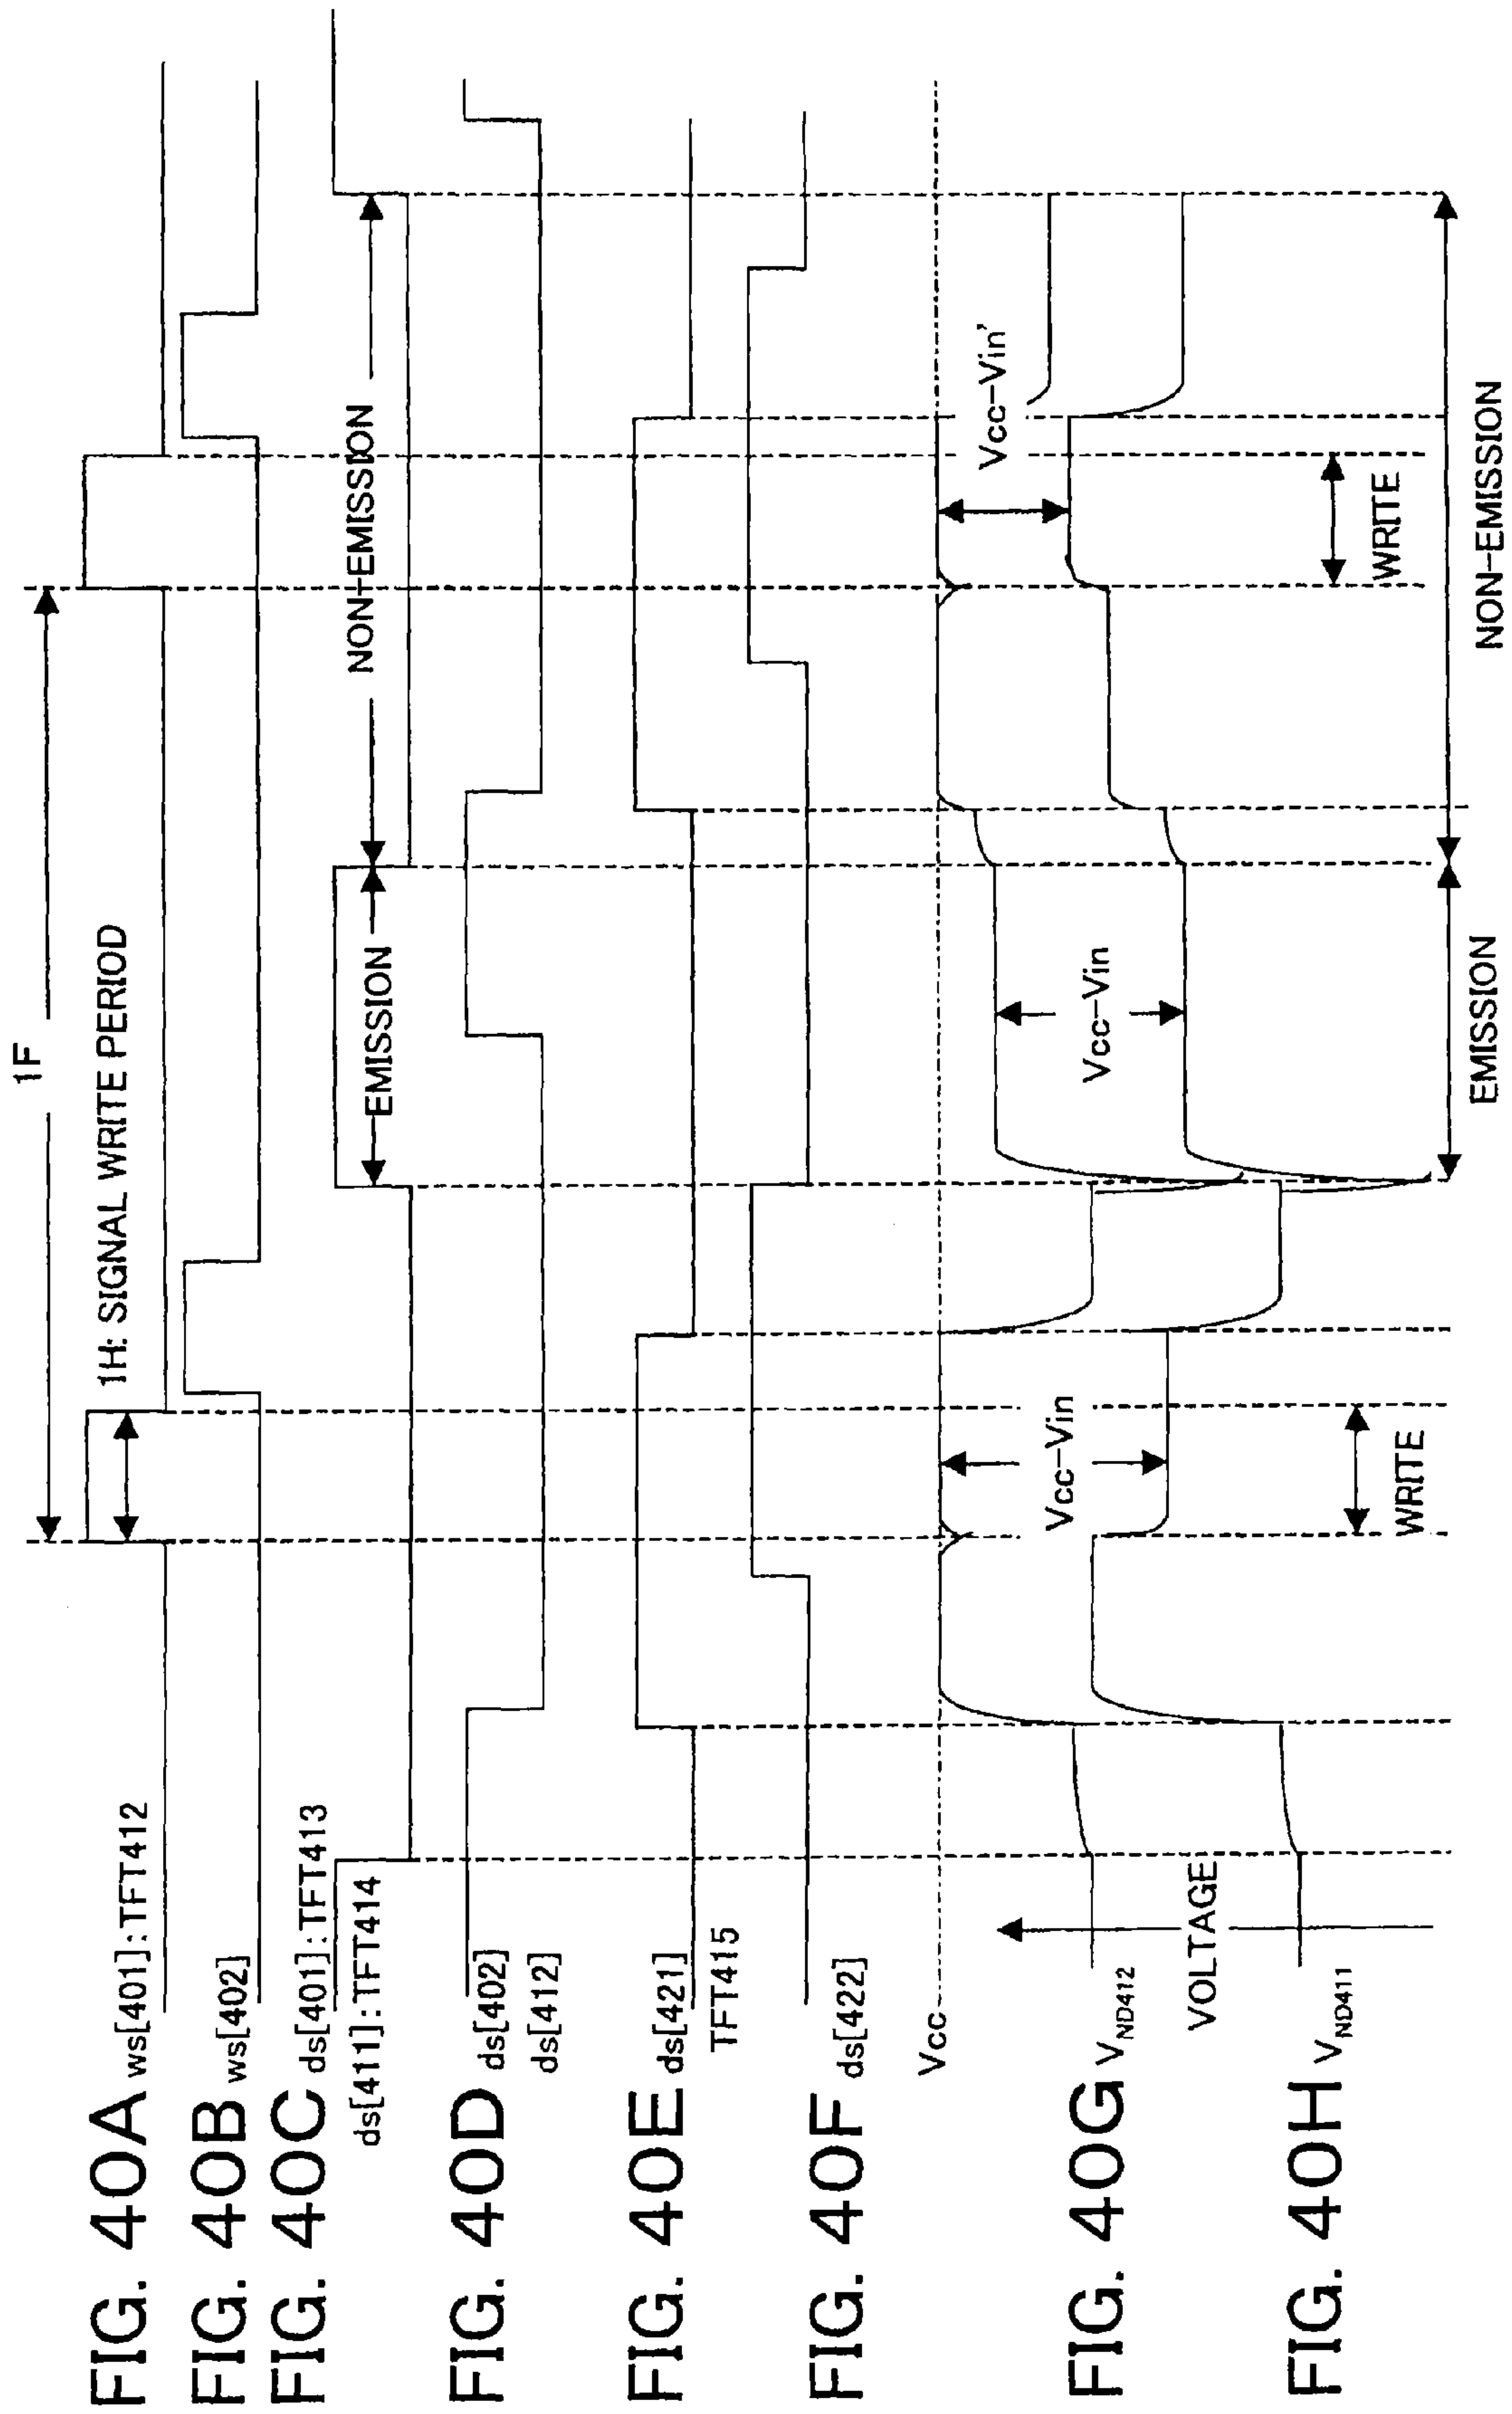 1F
FIG. 40A ws[401]:TFT412
1H: SIGNAL WRITE PERIOD
FIG. 40B ws[402]
FIG. 40C ds[401]:TFT413
ds[411]:TFT414
EMISSION
NON-EMISSION
FIG. 40D ds[402]
ds[412]
FIG. 40E ds[421]
TFT415
FIG. 40F ds[422]
Vcc
Vcc-Vin
Vcc-Vin
Vcc-Vin'
FIG. 40G VND412
VOLTAGE
FIG. 40H VND411
WRITE
WRITE
EMISSION
NON-EMISSION